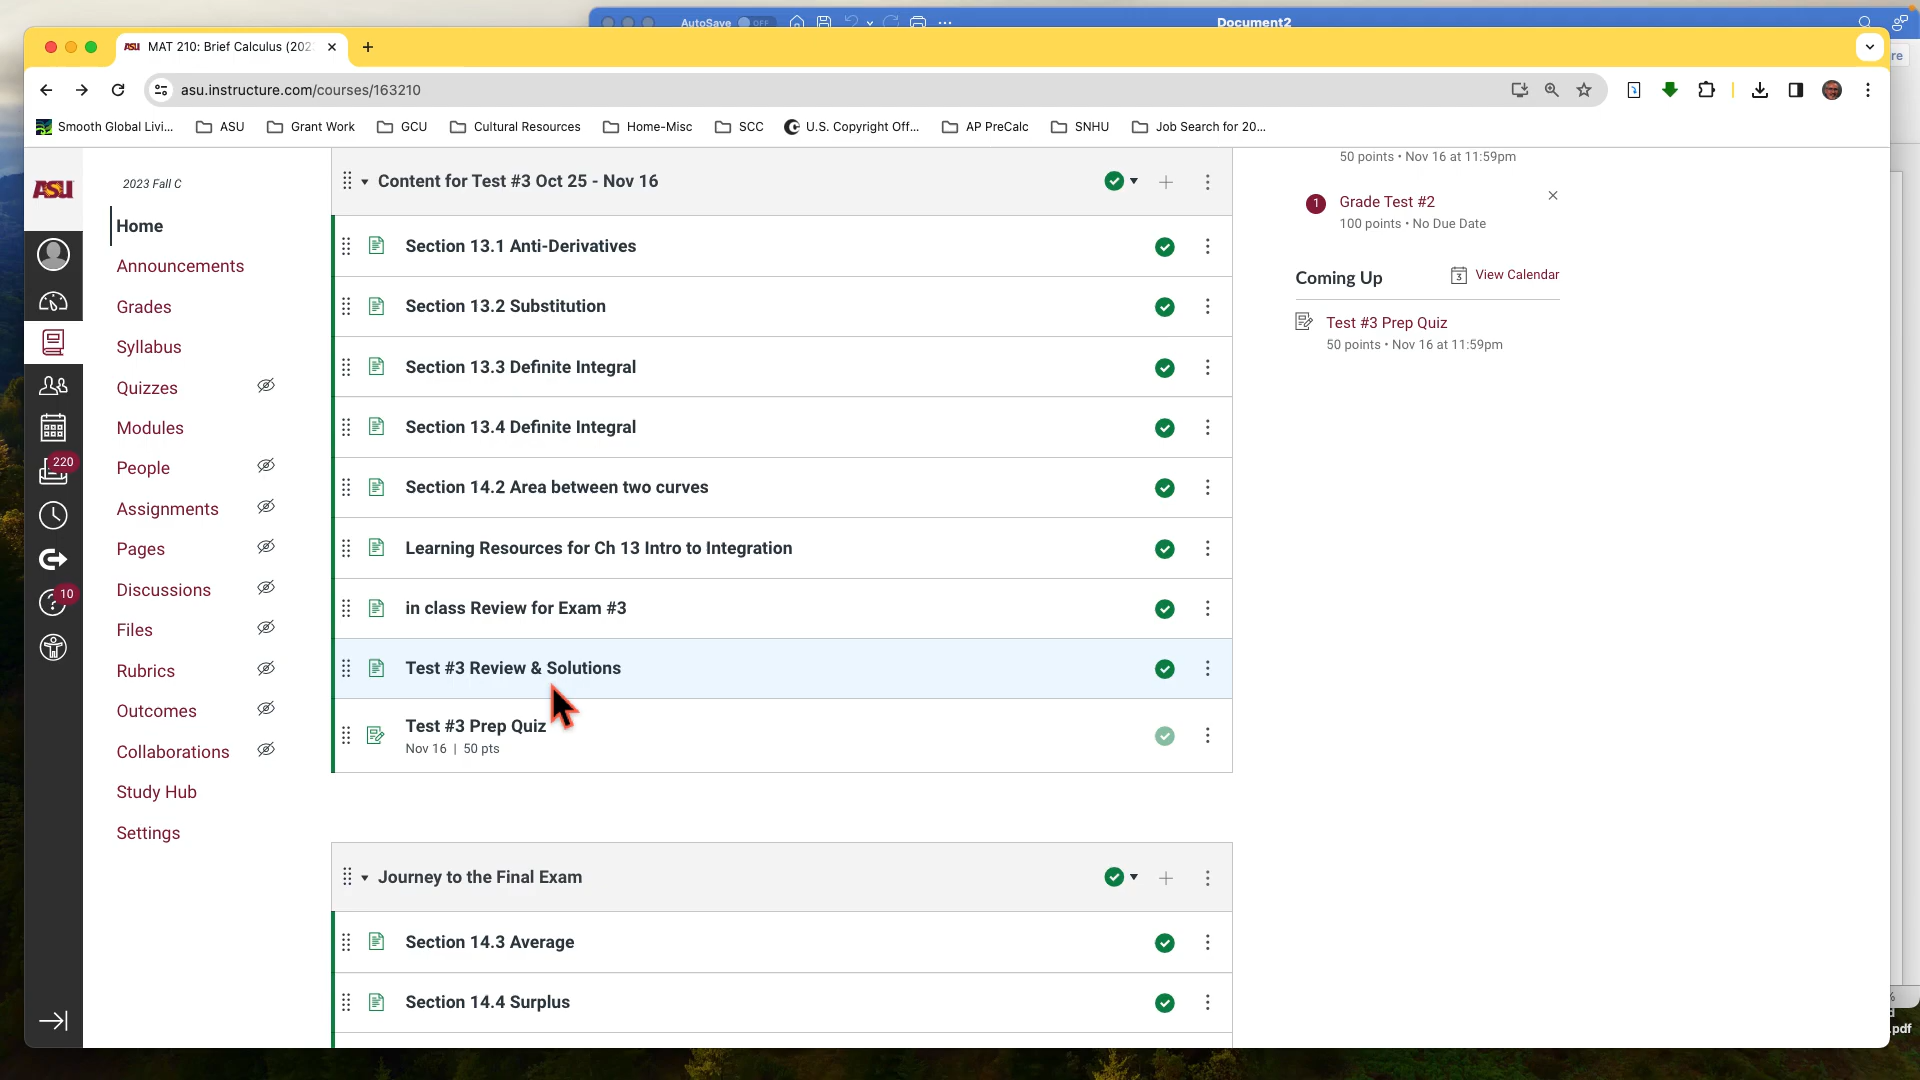 AutoSave OFF
Document2
ASU MAT 210: Brief Calculus (202
asu.instructure.com/courses/163210
re
Smooth Global Livi...
ASU
Grant Work
GCU
Cultural Resources
Home-Misc
SCC
U.S. Copyright Off...
AP PreCalc
SNHU
Job Search for 20...
ASU
220
10
2023 Fall C
Home
Announcements
Grades
Syllabus
Quizzes
Modules
People
Assignments
Pages
Discussions
Files
Rubrics
Outcomes
Collaborations
Study Hub
Settings
Content for Test #3 Oct 25 - Nov 16
Section 13.1 Anti-Derivatives
Section 13.2 Substitution
Section 13.3 Definite Integral
Section 13.4 Definite Integral
Section 14.2 Area between two curves
Learning Resources for Ch 13 Intro to Integration
in class Review for Exam #3
Test #3 Review & Solutions
Test #3 Prep Quiz
Nov 16 | 50 pts
Journey to the Final Exam
Section 14.3 Average
Section 14.4 Surplus
50 points • Nov 16 at 11:59pm
1 Grade Test #2
100 points • No Due Date
Coming Up
3 View Calendar
Test #3 Prep Quiz
50 points • Nov 16 at 11:59pm
%
d
.pdf